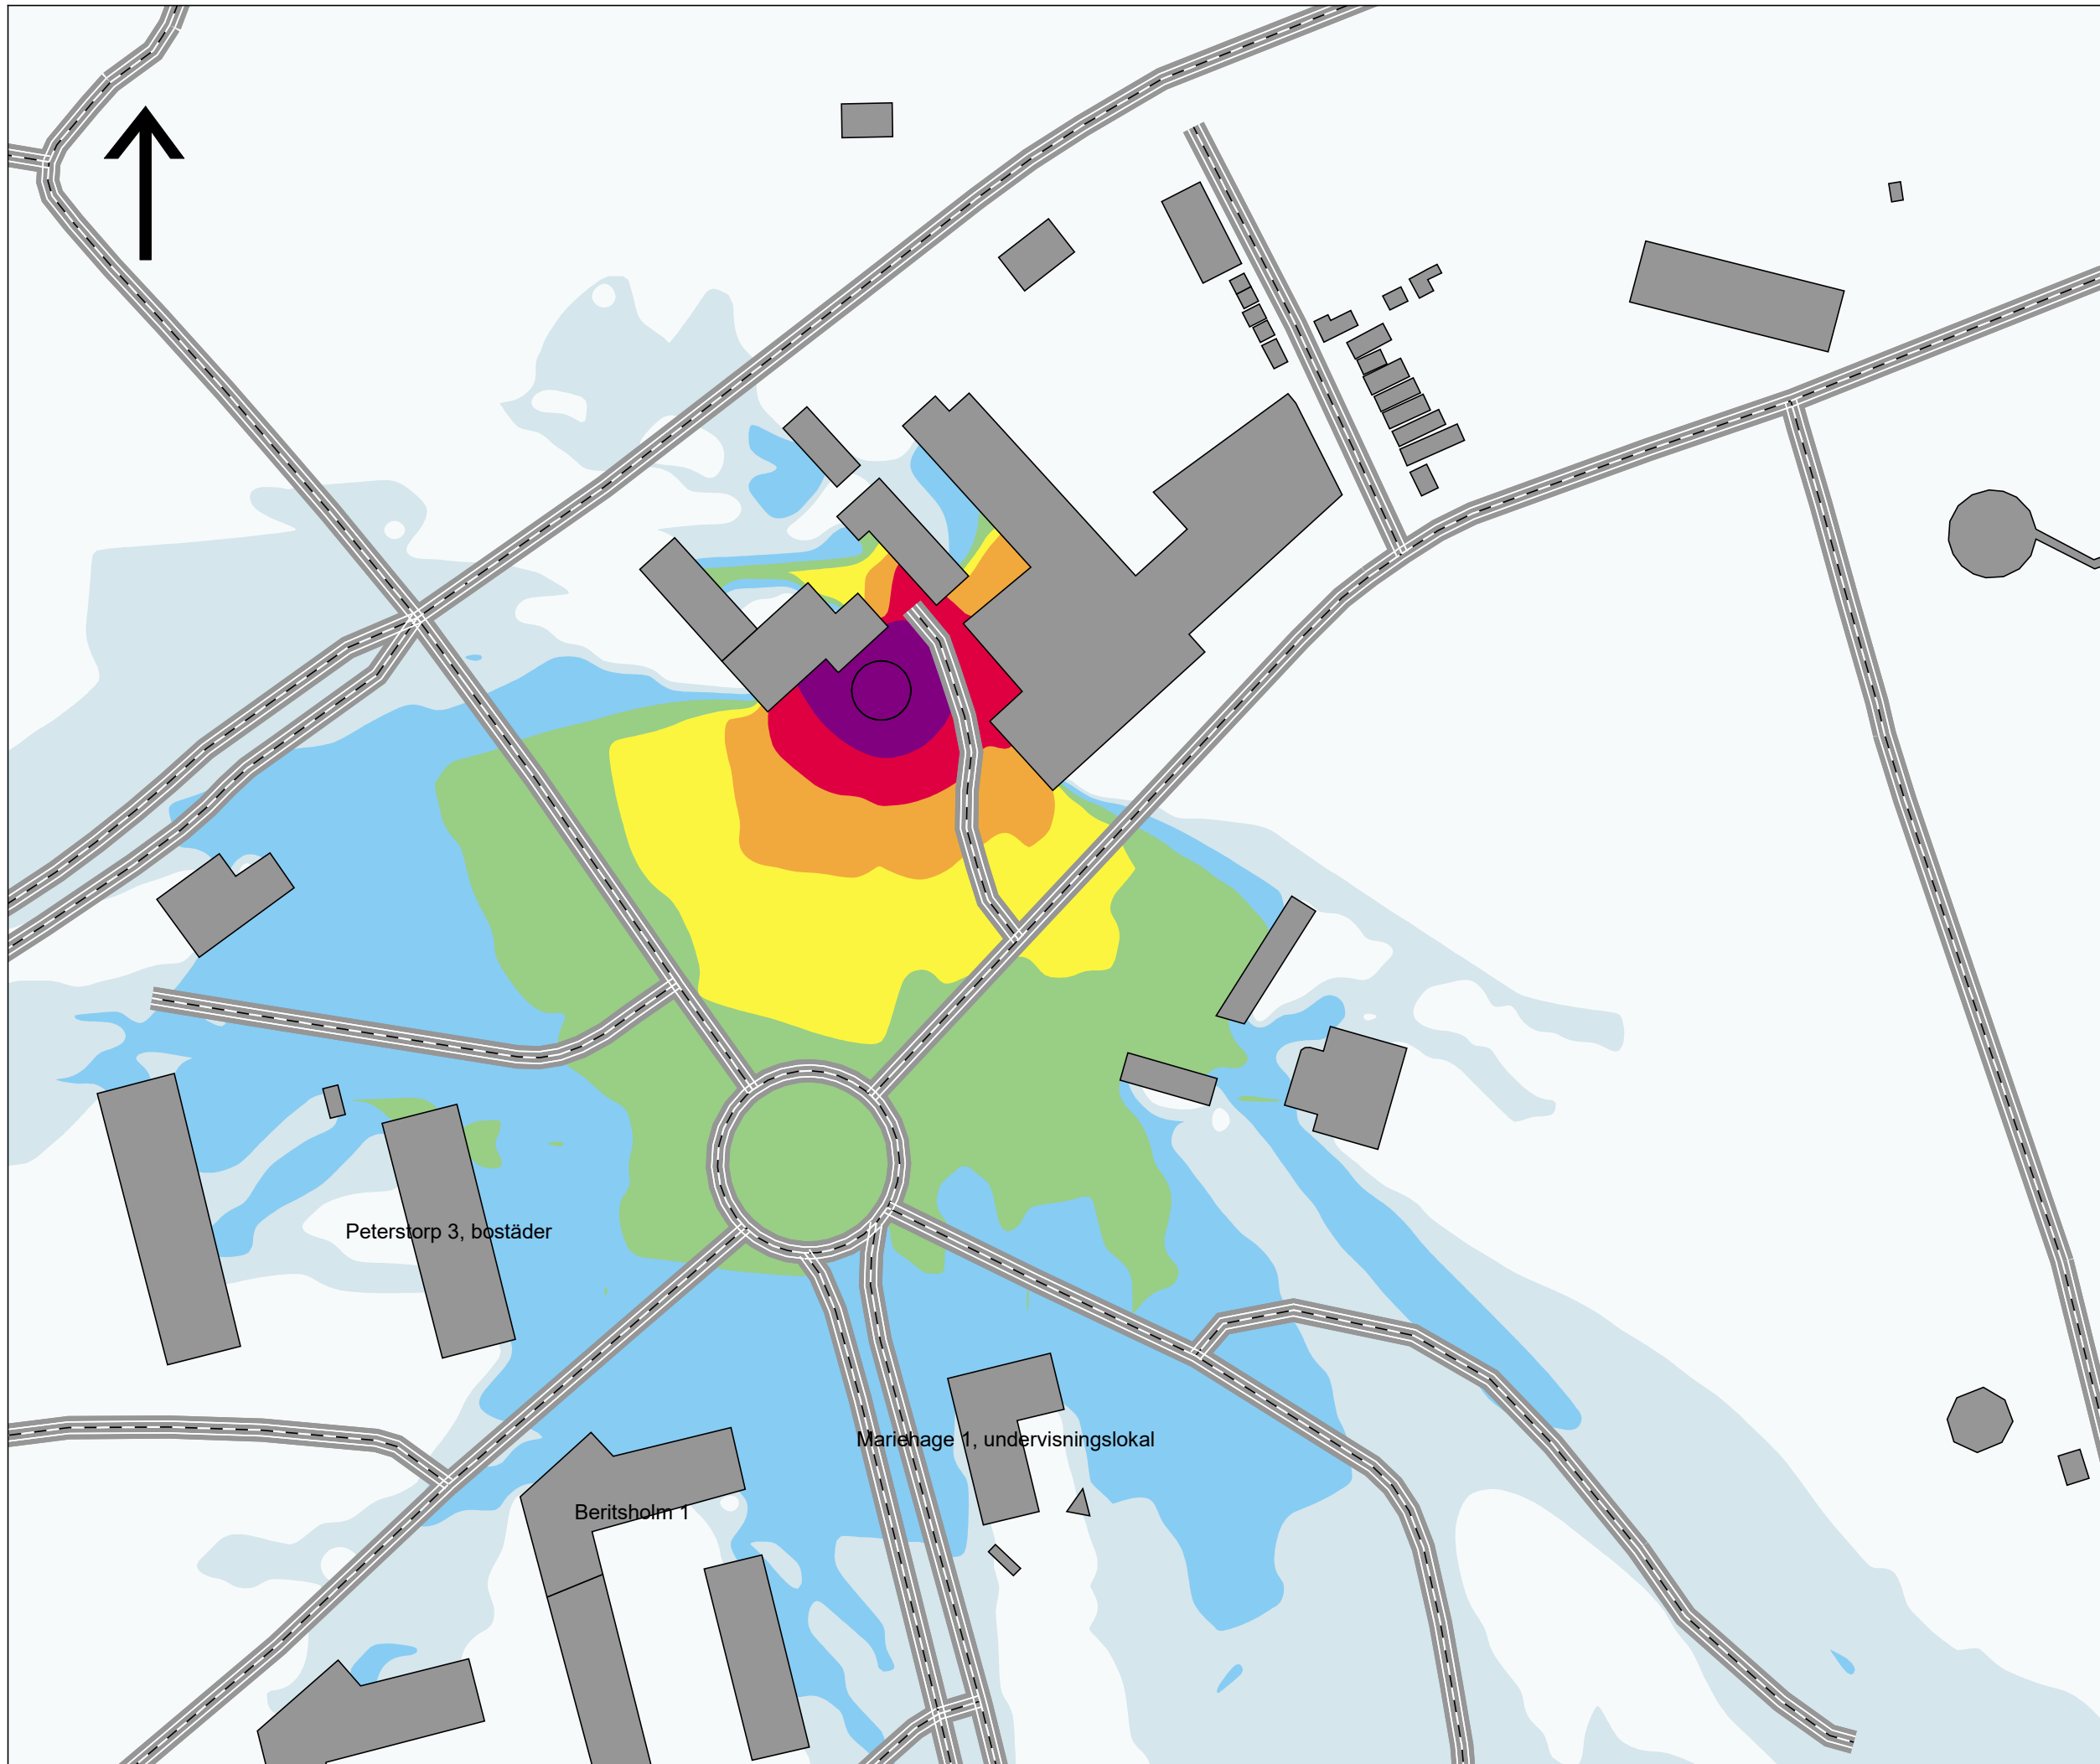 Peterstorp 3, bostäder
Mariehage 1, undervisningslokal
Beritsholm 1